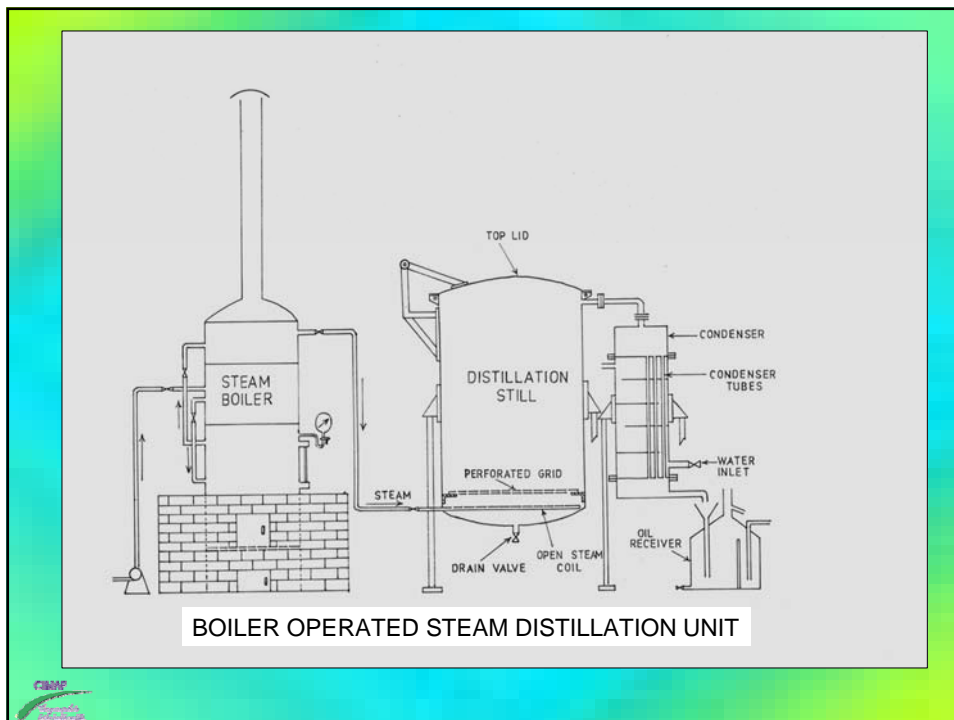 TOP LID
CONDENSER
CONDENSER
TUBES
STEAM
BOILER
DISTILLATION
STILL
WATER
INLET
PERFORATED GRID
STEAM
OIL
RECEIVER
OPEN STEAM
COIL
DRAIN VALVE
BOILER OPERATED STEAM DISTILLATION UNIT
CIMAP